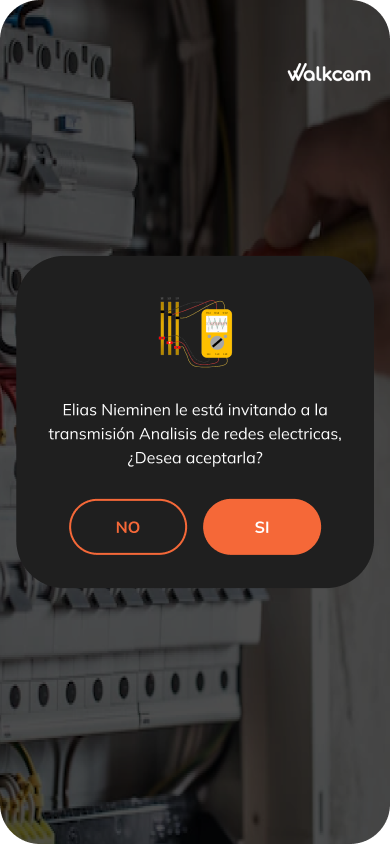 Walkcam
Elias Nieminen le está invitando a la
transmisión Analisis de redes electricas,
¿Desea aceptarla?
NO
SI